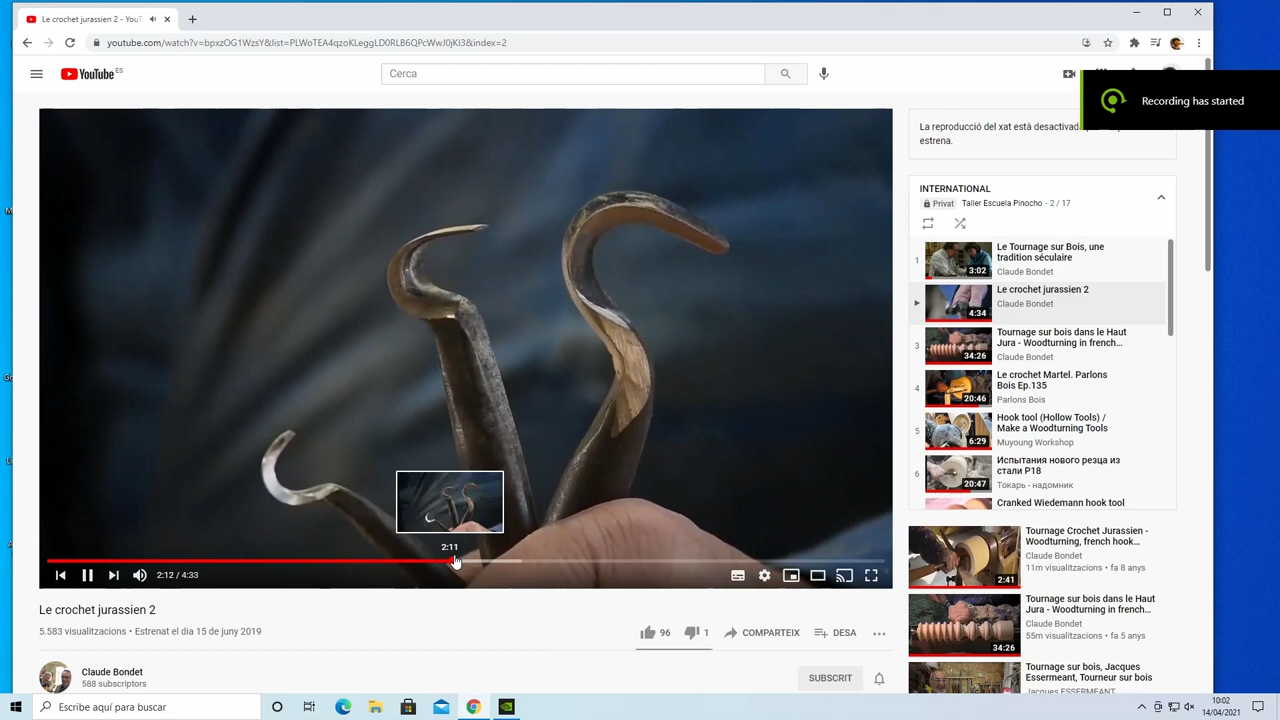 Le crochet jurassien 2 - YouT
youtube.com/watch?v=bpxzOG1WzsY&list=PLWoTEA4qzoKLeggLD0RLB6QPcWwJ0jKI3&index=2
YouTube ES
Cerca
Recording has started
La reproducció del xat està desactivad
estrena.
INTERNATIONAL
Privat Taller Escuela Pinocho - 2 / 17
1
Le Tournage sur Bois, une
tradition séculaire
Claude Bondet
3:02
Le crochet jurassien 2
Claude Bondet
4:34
3
Tournage sur bois dans le Haut
Jura - Woodturning in french…
Claude Bondet
34:26
4
Le crochet Martel. Parlons
Bois Ep.135
Parlons Bois
20:46
5
Hook tool (Hollow Tools) /
Make a Woodturning Tools
Muyoung Workshop
6:29
6
Испытания нового резца из
стали Р18
Токарь - надомник
20:47
Cranked Wiedemann hook tool
2:11
2:12 / 4:33
Le crochet jurassien 2
5.583 visualitzacions • Estrenat el dia 15 de juny 2019
96
1
COMPARTEIX
DESA
Claude Bondet
588 subscriptors
SUBSCRIT
Tournage Crochet Jurassien -
Woodturning, french hook…
Claude Bondet
11m visualitzacions • fa 8 anys
2:41
Tournage sur bois dans le Haut
Jura - Woodturning in french…
Claude Bondet
55m visualitzacions • fa 5 anys
34:26
Tournage sur bois, Jacques
Essermeant, Tourneur sur bois
Jacques ESSERMEANT
Escribe aquí para buscar
10:02
14/04/2021